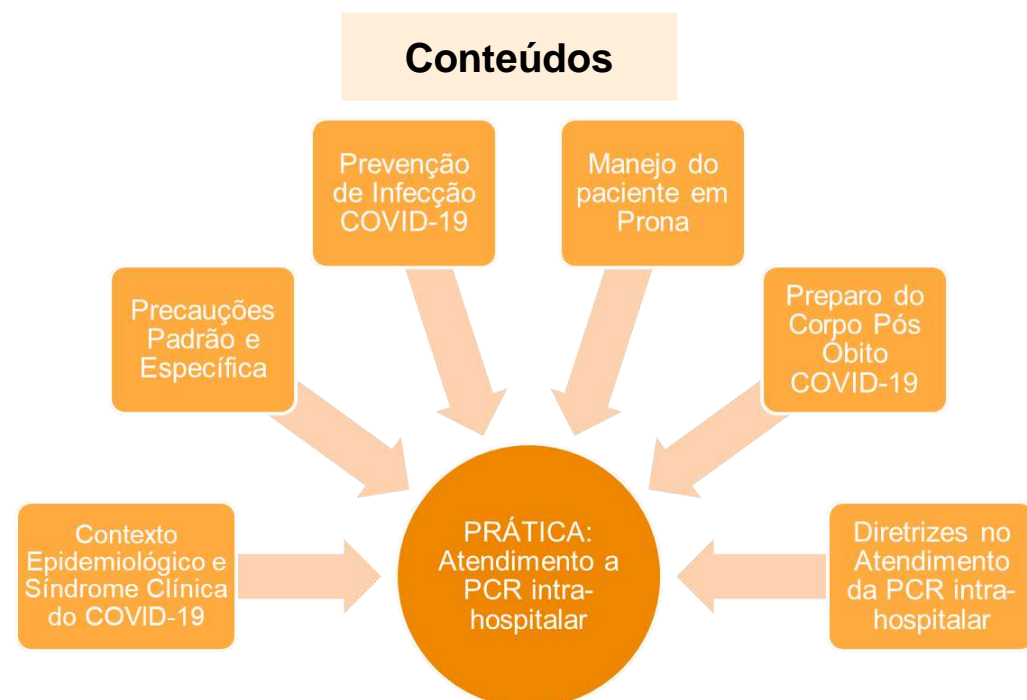 Conteúdos
Prevenção
de Infecção
COVID-19
Manejo do
paciente em
Prona
Precauções
Padrão e
Específica
Preparo do
Corpo Pós
Óbito
COVID-19
Contexto
Epidemiológico e
Síndrome Clínica
do COVID-19
PRÁTICA:
Atendimento a
PCR intra-
hospitalar
Diretrizes no
Atendimento
da PCR intra-
hospitalar